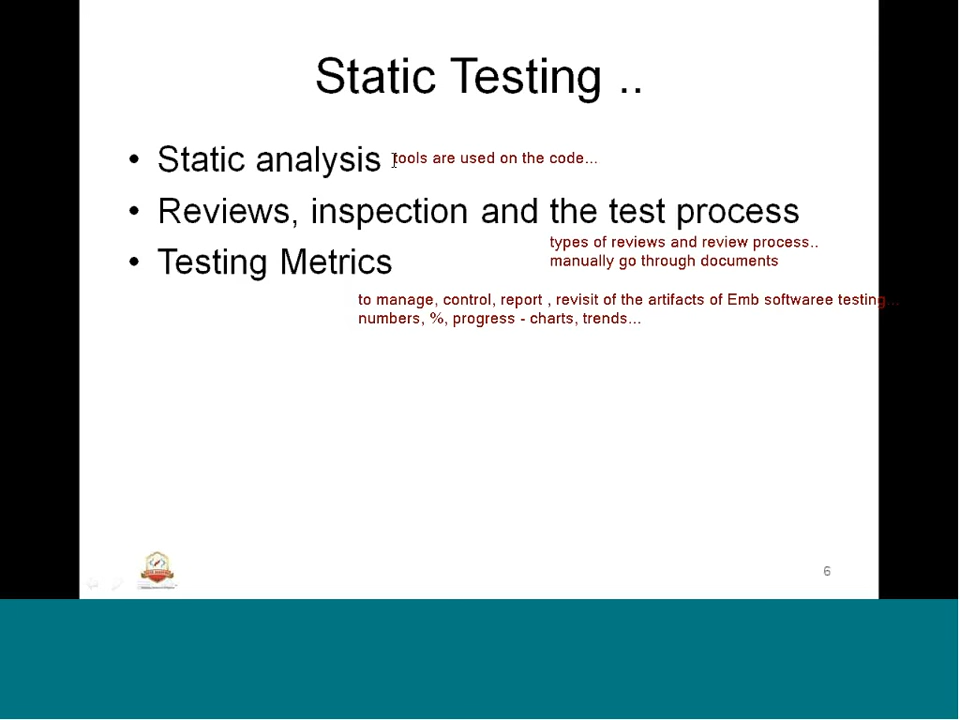 Static Testing ..
• Static analysis tools are used on the code...
• Reviews, inspection and the test process
types of reviews and review process..
• Testing Metrics
manually go through documents
to manage, control, report , revisit of the artifacts of Emb softwaree testing...
numbers, %, progress - charts, trends...
6